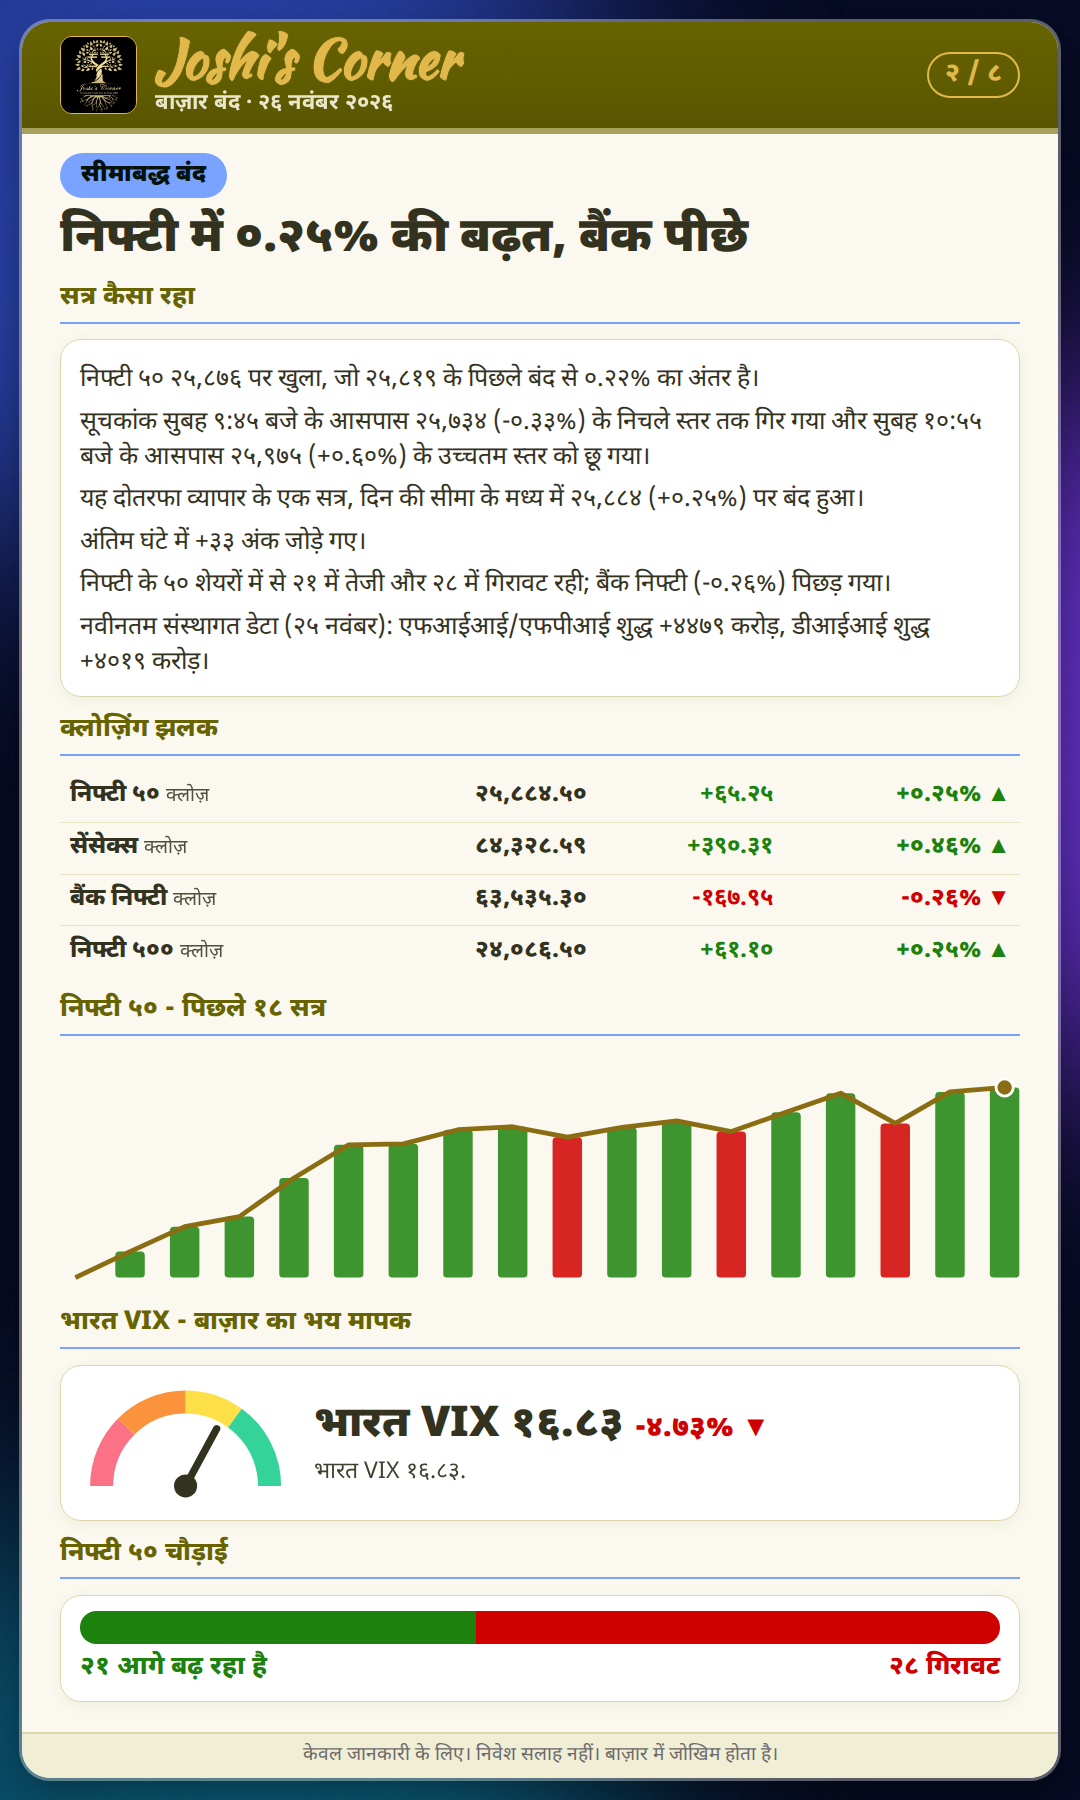 Joshi's Corner
Joshi's Corner
बाज़ार बंद · २६ नवंबर २०२६
२ / ८
सीमाबद्ध बंद
निफ्टी में ०.२५% की बढ़त, बैंक पीछे
सत्र कैसा रहा
निफ्टी ५० २५,८७६ पर खुला, जो २५,८१९ के पिछले बंद से ०.२२% का अंतर है।
सूचकांक सुबह ९:४५ बजे के आसपास २५,७३४ (-०.३३%) के निचले स्तर तक गिर गया और सुबह १०:५५
बजे के आसपास २५,९७५ (+०.६०%) के उच्चतम स्तर को छू गया।
यह दोतरफा व्यापार के एक सत्र, दिन की सीमा के मध्य में २५,८८४ (+०.२५%) पर बंद हुआ।
अंतिम घंटे में +३३ अंक जोड़े गए।
निफ्टी के ५० शेयरों में से २१ में तेजी और २८ में गिरावट रही; बैंक निफ्टी (-०.२६%) पिछड़ गया।
नवीनतम संस्थागत डेटा (२५ नवंबर): एफआईआई/एफपीआई शुद्ध +४४७९ करोड़, डीआईआई शुद्ध
+४०१९ करोड़।
क्लोज़िंग झलक
निफ्टी ५० क्लोज़ २५,८८४.५० +६५.२५ +०.२५% ▲
सेंसेक्स क्लोज़ ८४,३२८.५९ +३९०.३१ +०.४६% ▲
बैंक निफ्टी क्लोज़ ६३,५३५.३० -१६७.९५ -०.२६% ▼
निफ्टी ५०० क्लोज़ २४,०८६.५० +६१.१० +०.२५% ▲
निफ्टी ५० - पिछले १८ सत्र
भारत VIX - बाज़ार का भय मापक
भारत VIX १६.८३ -४.७३% ▼
भारत VIX १६.८३.
निफ्टी ५० चौड़ाई
२१ आगे बढ़ रहा है
२८ गिरावट
केवल जानकारी के लिए। निवेश सलाह नहीं। बाज़ार में जोखिम होता है।